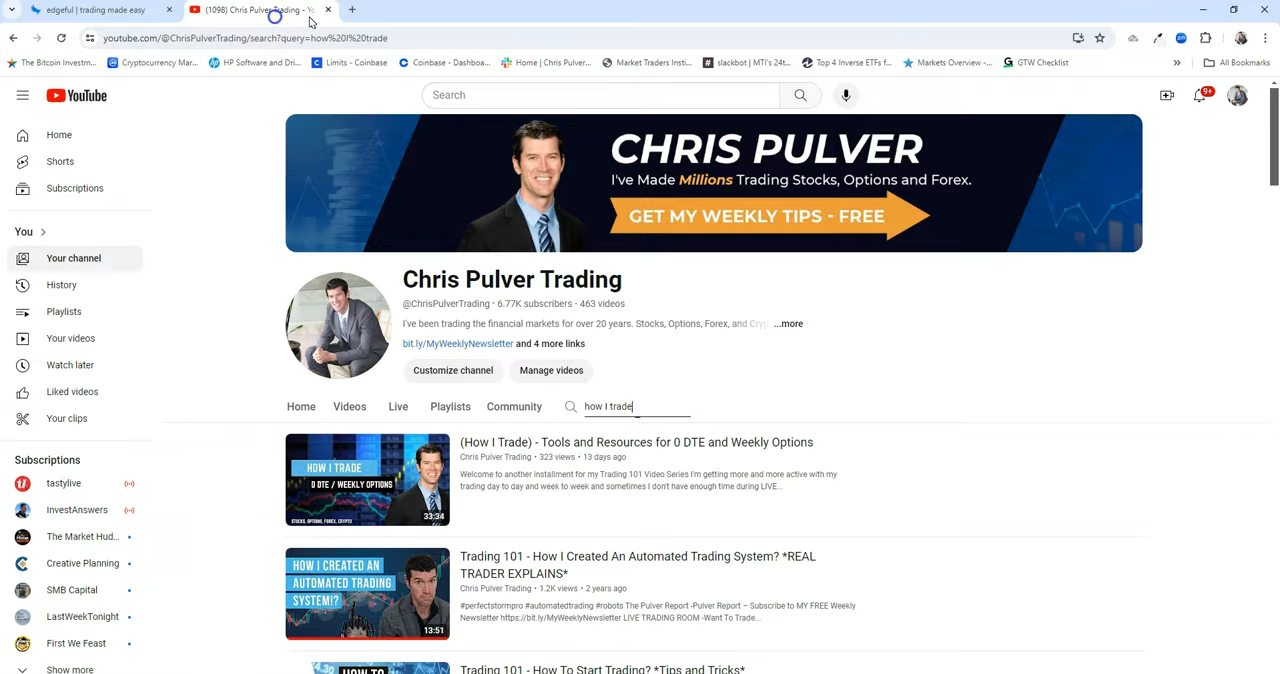 edgeful | trading made easy
(1098) Chris Pulver Trading - Yo
youtube.com/@ChrisPulverTrading/search?query=how%20I%20trade
The Bitcoin Investm...
Cryptocurrency Mar...
HP Software and Dri...
Limits - Coinbase
Coinbase - Dashboa...
Home | Chris Pulver...
Market Traders Insti...
slackbot | MTI's 24t...
Top 4 Inverse ETFs f...
Markets Overview -...
GTW Checklist
All Bookmarks
YouTube
Search
9+
Home
Shorts
Subscriptions
You
Your channel
History
Playlists
Your videos
Watch later
Liked videos
Your clips
Subscriptions
tastylive
InvestAnswers
The Market Hud...
Creative Planning
SMB Capital
LastWeekTonight
First We Feast
Show more
CHRIS PULVER
I've Made Millions Trading Stocks, Options and Forex.
GET MY WEEKLY TIPS - FREE
Chris Pulver Trading
@ChrisPulverTrading • 6.77K subscribers • 463 videos
I've been trading the financial markets for over 20 years. Stocks, Options, Forex, and Cryp ...more
bit.ly/MyWeeklyNewsletter and 4 more links
Customize channel
Manage videos
Home
Videos
Live
Playlists
Community
how I trade
HOW I TRADE
0 DTE / WEEKLY OPTIONS
STOCKS, OPTIONS, FOREX, CRYPTO
33:34
(How I Trade) - Tools and Resources for 0 DTE and Weekly Options
Chris Pulver Trading • 323 views • 13 days ago
Welcome to another installment for my Trading 101 Video Series I'm getting more and more active with my
trading day to day and week to week and sometimes I don't have enough time during LIVE...
HOW I CREATED AN
AUTOMATED TRADING
SYSTEM!?
13:51
Trading 101 - How I Created An Automated Trading System? *REAL
TRADER EXPLAINS*
Chris Pulver Trading • 1.2K views • 2 years ago
#perfectstormpro #automatedtrading #robots The Pulver Report -Pulver Report – Subscribe to MY FREE Weekly
Newsletter https://bit.ly/MyWeeklyNewsletter LIVE TRADING ROOM -Want To Trade...
HOW TO
Trading 101 - How To Start Trading? *Tips and Tricks*